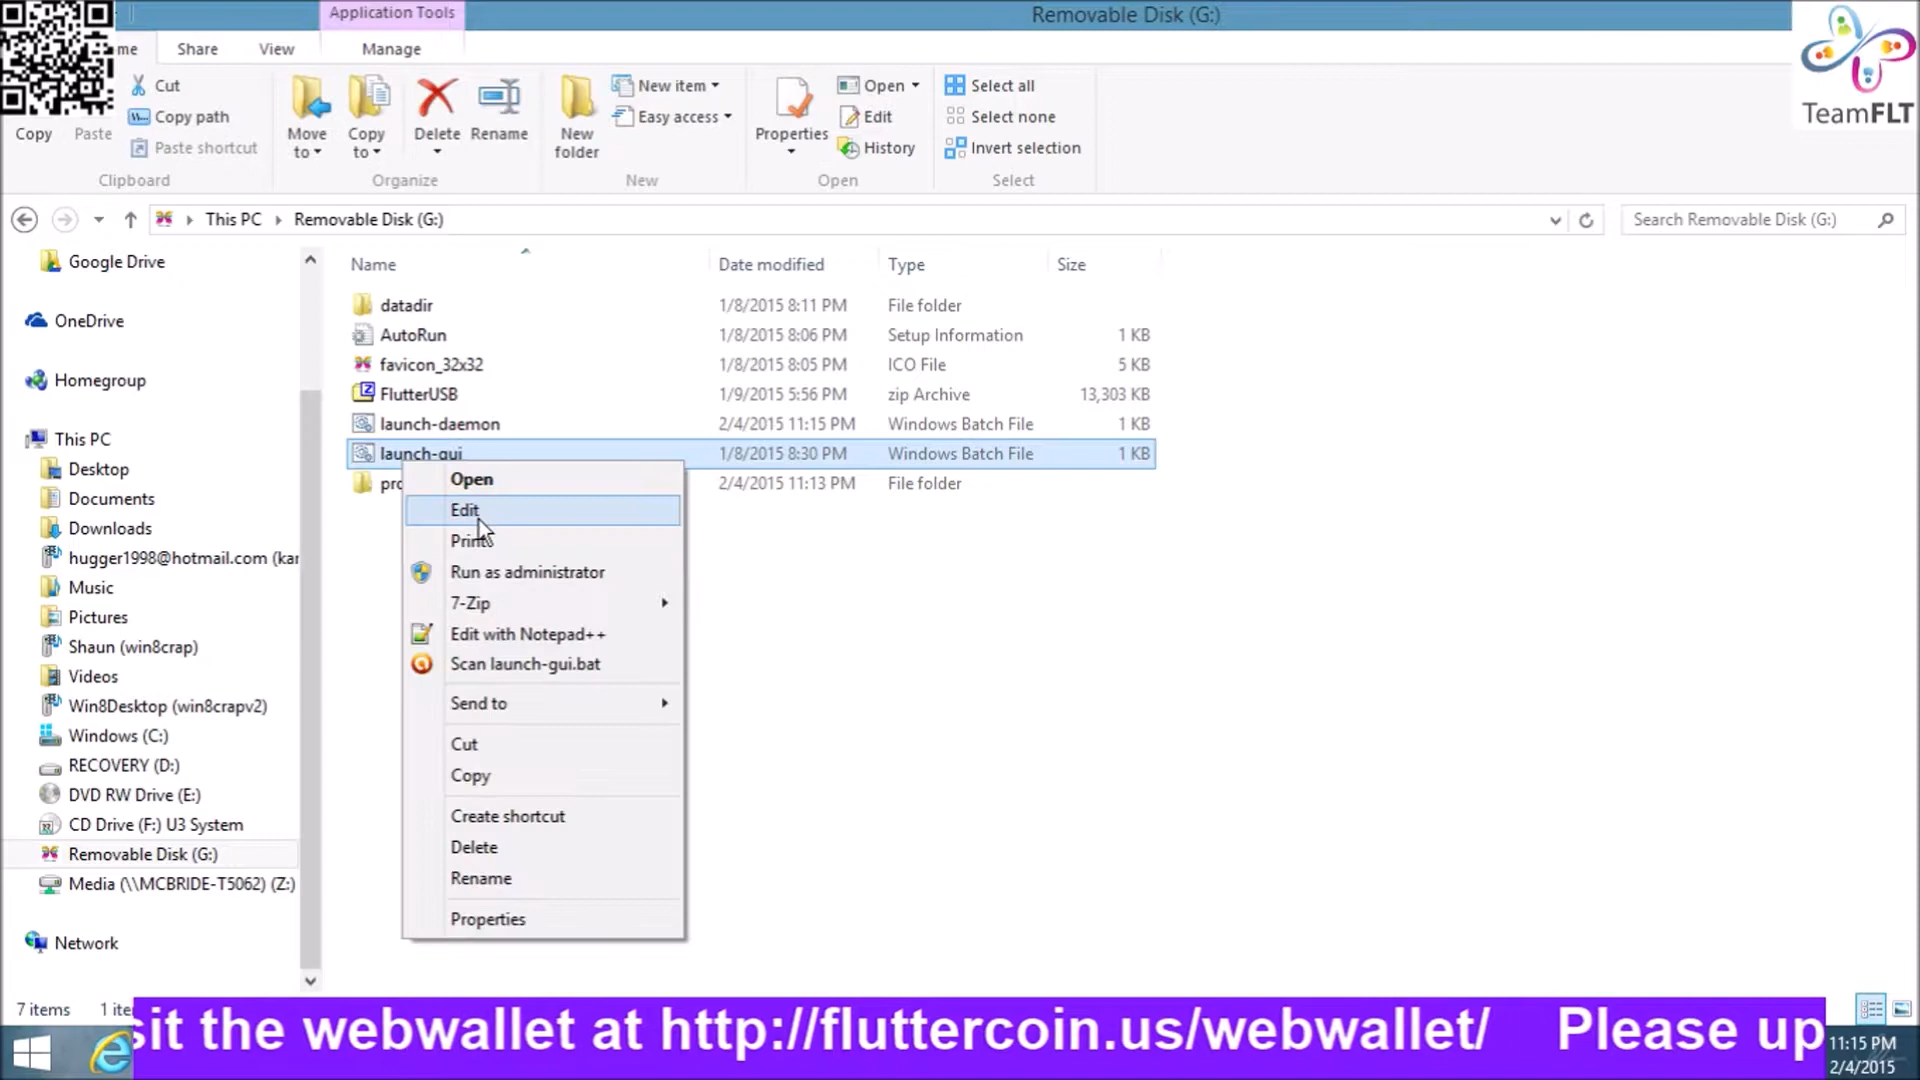 Application Tools
Removable Disk (G:)
me
Share
View
Manage
Copy
Paste
Cut
Copy path
Paste shortcut
Clipboard
Move to
Copy to
Delete
Rename
Organize
New folder
New item
Easy access
New
Properties
Open
Edit
History
Open
Select all
Select none
Invert selection
Select
TeamFLT
This PC
Removable Disk (G:)
Search Removable Disk (G:)
Google Drive
OneDrive
Homegroup
This PC
Desktop
Documents
Downloads
hugger1998@hotmail.com (kar
Music
Pictures
Shaun (win8crap)
Videos
Win8Desktop (win8crapv2)
Windows (C:)
RECOVERY (D:)
DVD RW Drive (E:)
CD Drive (F:) U3 System
Removable Disk (G:)
Media (\\MCBRIDE-T5062) (Z:)
Network
Name Date modified Type Size
datadir 1/8/2015 8:11 PM File folder
AutoRun 1/8/2015 8:06 PM Setup Information 1 KB
favicon_32x32 1/8/2015 8:05 PM ICO File 5 KB
FlutterUSB 1/9/2015 5:56 PM zip Archive 13,303 KB
launch-daemon 2/4/2015 11:15 PM Windows Batch File 1 KB
launch-gui 1/8/2015 8:30 PM Windows Batch File 1 KB
pro 2/4/2015 11:13 PM File folder
Open
Edit
Print
Run as administrator
7-Zip
Edit with Notepad++
Scan launch-gui.bat
Send to
Cut
Copy
Create shortcut
Delete
Rename
Properties
7 items 1 ite
sit the webwallet at http://fluttercoin.us/webwallet/ Please up
11:15 PM
2/4/2015